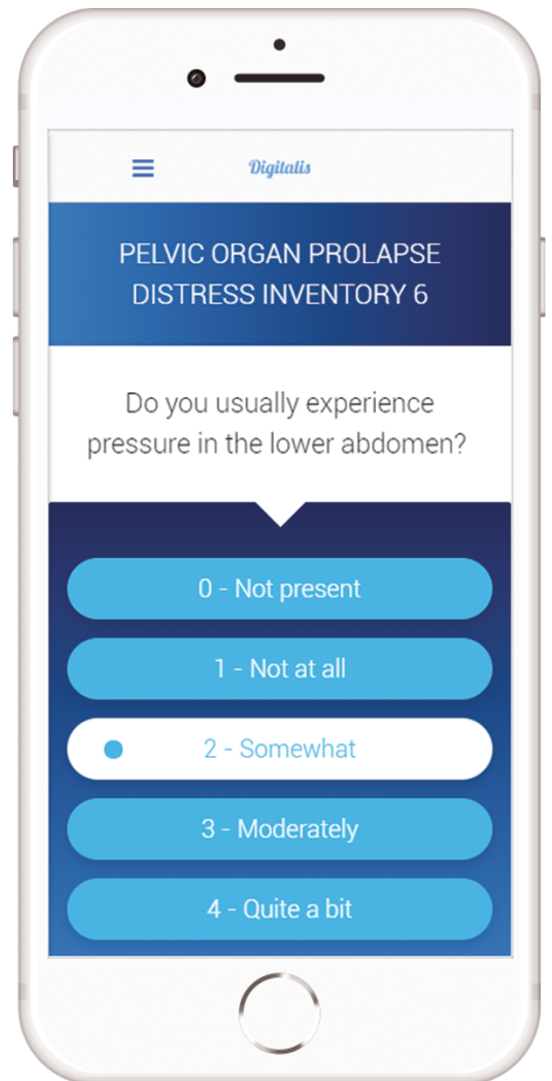 Digitalis
PELVIC ORGAN PROLAPSE
DISTRESS INVENTORY 6
Do you usually experience
pressure in the lower abdomen?
0 - Not present
1 - Not at all
2 - Somewhat
3 - Moderately
4 - Quite a bit